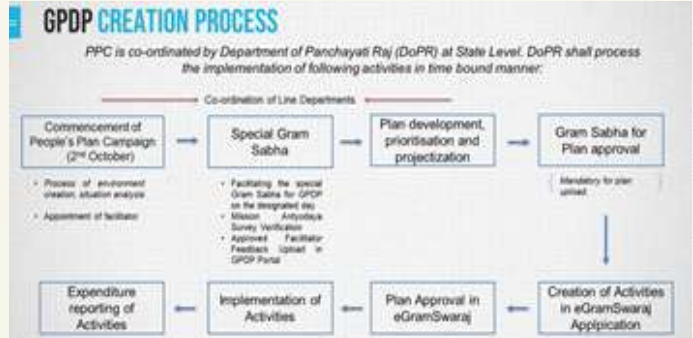 GPDP CREATION PROCESS
PPC is co-ordinated by Department of Panchayati Raj (DoPR) at State Level. DoPR shall process
the implementation of following activities in time bound manner:
Co-ordination of Line Departments
Commencement of
People's Plan Campaign
(2nd October)
Special Gram
Sabha
Plan development,
prioritisation and
projectization
Gram Sabha for
Plan approval
• Process of environment
creation, situation analysis
• Appointment of facilitator
• Facilitating the special
Gram Sabha for GPDP
on the designated day
• Mission Antyodaya
Survey Verification
• Approved Facilitator
Feedback Upload in
GPDP Portal
Mandatory for plan
upload
Expenditure
reporting of
Activities
Implementation of
Activities
Plan Approval in
eGramSwaraj
Creation of Activities
in eGramSwaraj
Applpication